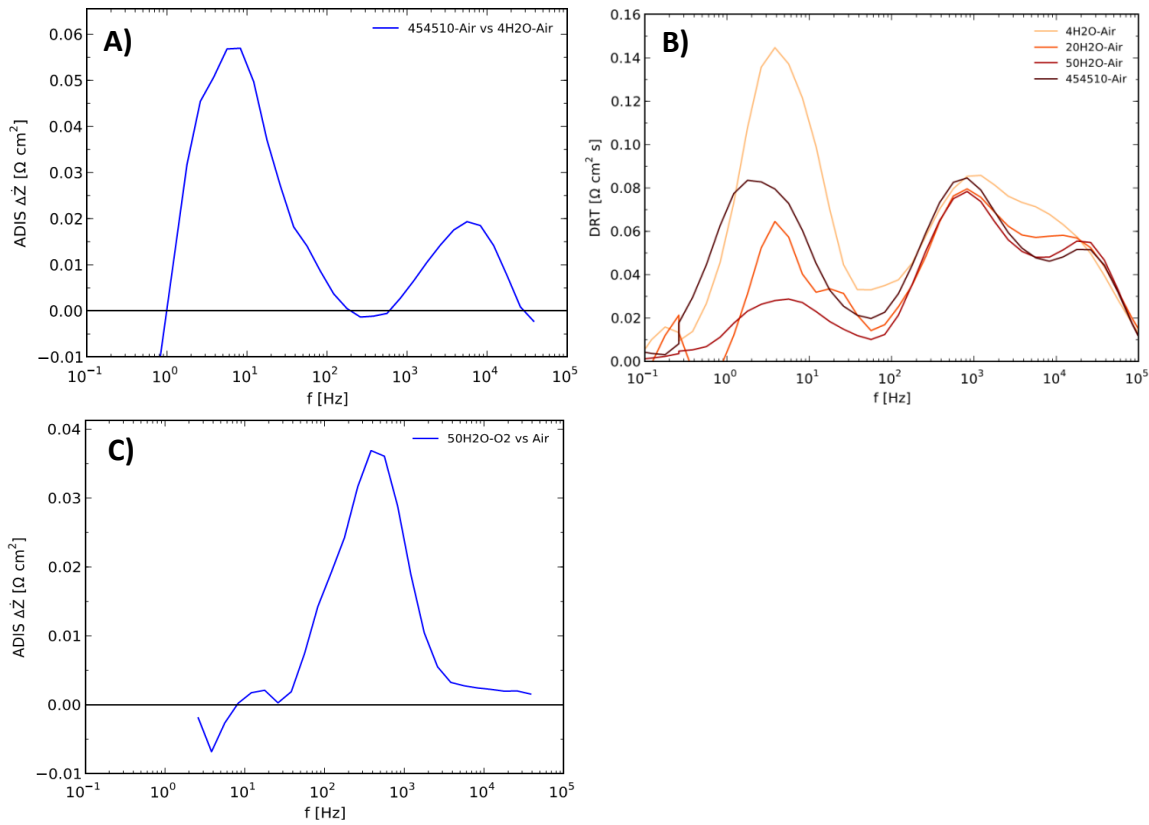 A)
454510-Air vs 4H2O-Air
ADIS ΔŻ [Ω cm²]
0.06
0.05
0.04
0.03
0.02
0.01
0.00
−0.01
10⁻¹ 10⁰ 10¹ 10² 10³ 10⁴ 10⁵
f [Hz]
B)
4H2O-Air
20H2O-Air
50H2O-Air
454510-Air
DRT [Ω cm² s]
0.16
0.14
0.12
0.10
0.08
0.06
0.04
0.02
0.00
10⁻¹ 10⁰ 10¹ 10² 10³ 10⁴ 10⁵
f [Hz]
C)
50H2O-O2 vs Air
ADIS ΔŻ [Ω cm²]
0.04
0.03
0.02
0.01
0.00
−0.01
10⁻¹ 10⁰ 10¹ 10² 10³ 10⁴ 10⁵
f [Hz]